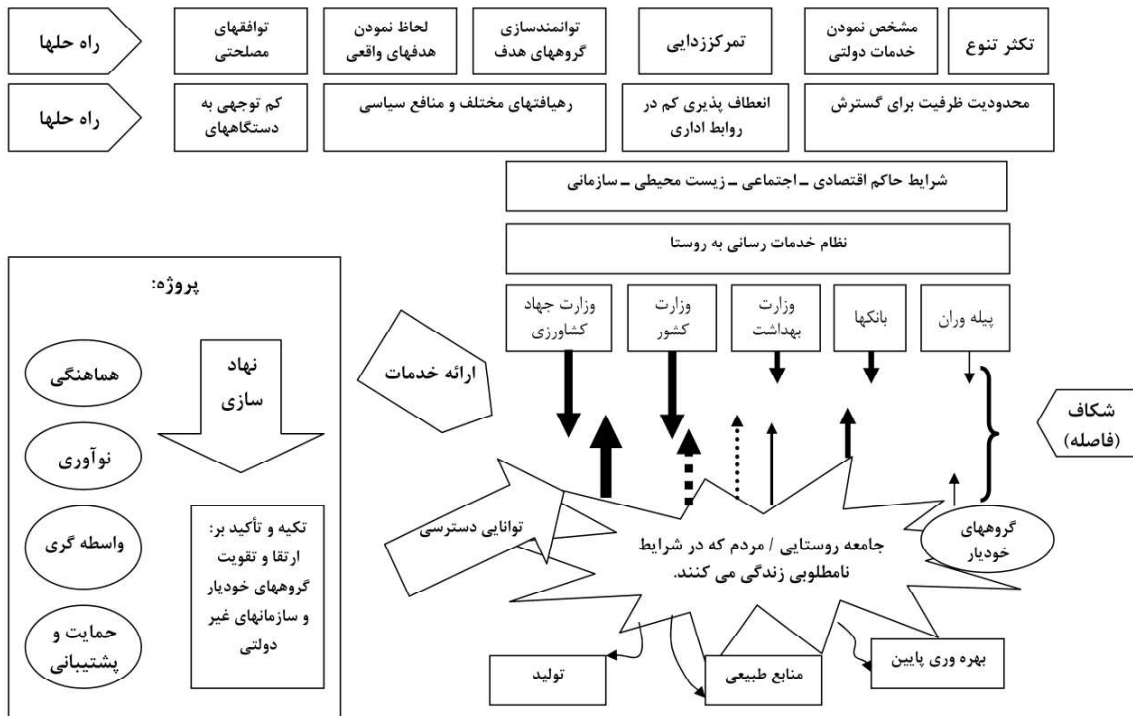 راه حلها
توافقهای
مصلحتی
لحاظ نمودن
هدفهای واقعی
توانمندسازی
گروههای هدف
تمرکززدایی
مشخص نمودن
خدمات دولتی
تکثر تنوع
راه حلها
کم توجهی به
دستگاههای
رهیافتهای مختلف و منافع سیاسی
انعطاف پذیری کم در
روابط اداری
محدودیت ظرفیت برای گسترش
شرایط حاکم اقتصادی – اجتماعی – زیست محیطی – سازمانی
نظام خدمات رسانی به روستا
وزارت جهاد
کشاورزی
وزارت
کشور
وزارت
بهداشت
بانکها
پیله وران
ارائه خدمات
شکاف
(فاصله)
توانایی دسترسی
جامعه روستایی / مردم که در شرایط
نامطلوبی زندگی می کنند.
گروههای
خودیار
تولید
منابع طبیعی
بهره وری پایین
پروژه:
هماهنگی
نوآوری
واسطه گری
حمایت و
پشتیبانی
نهاد
سازی
تکیه و تأکید بر:
ارتقا و تقویت
گروههای خودیار
و سازمانهای غیر
دولتی